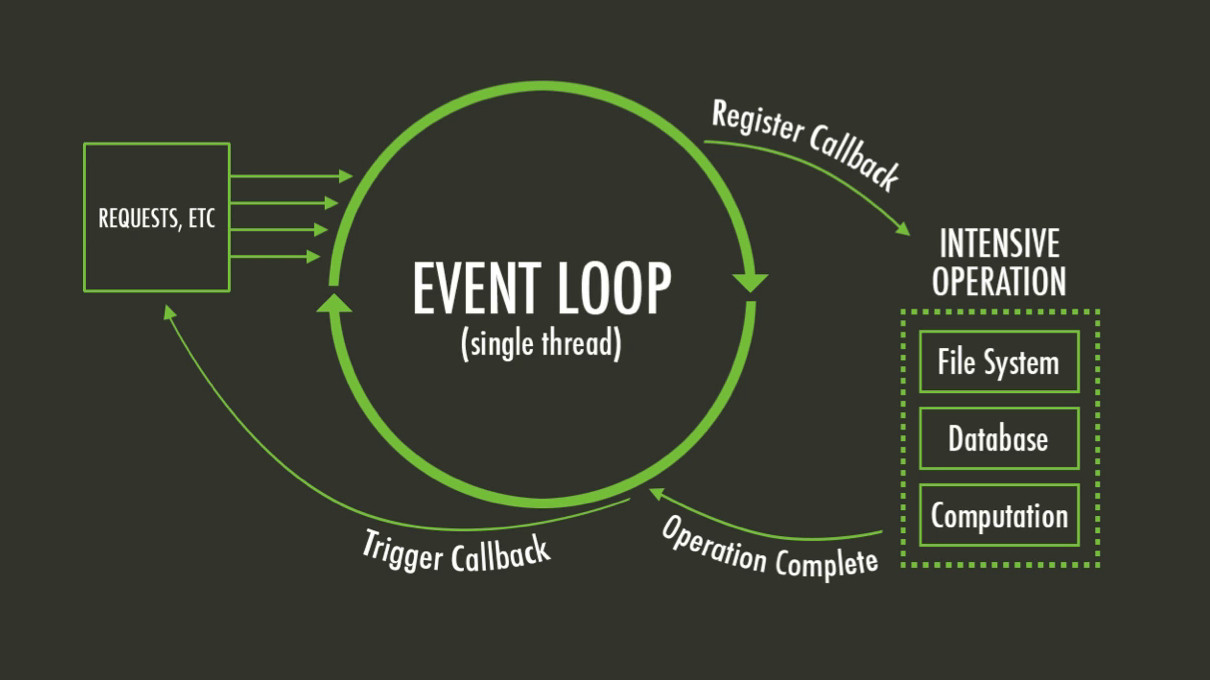 Register Callback
REQUESTS, ETC
INTENSIVE
OPERATION
EVENT LOOP
(single thread)
File System
Database
Computation
Trigger Callback
Operation Complete